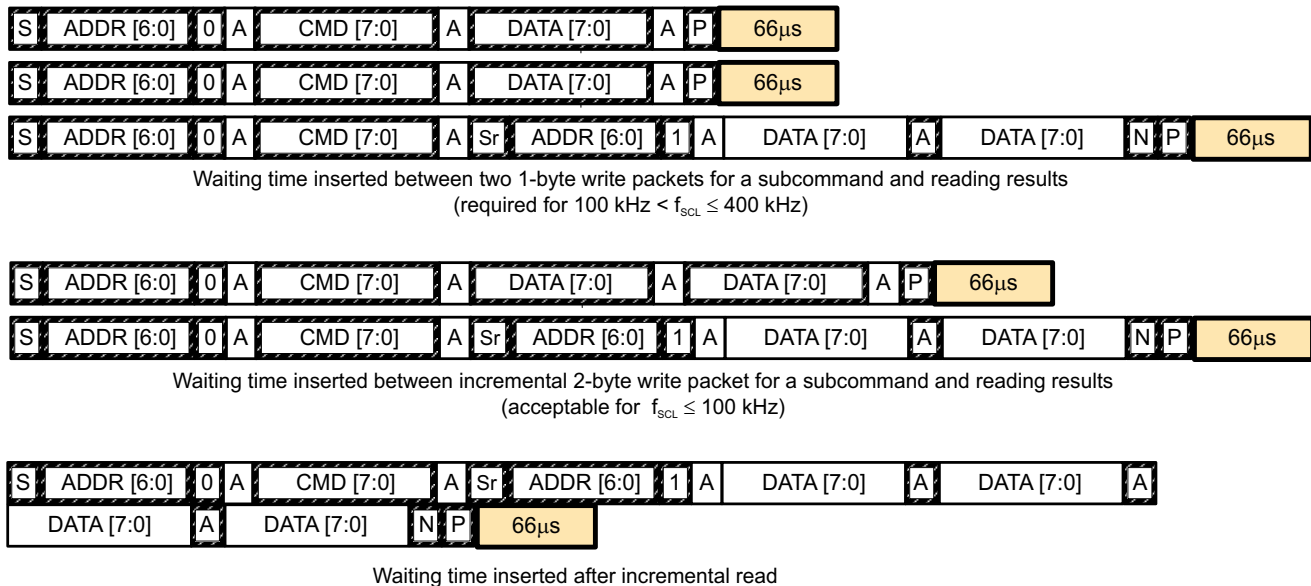 S ADDR [6:0] 0 A CMD [7:0] A DATA [7:0] A P 66μs
S ADDR [6:0] 0 A CMD [7:0] A DATA [7:0] A P 66μs
S ADDR [6:0] 0 A CMD [7:0] A Sr ADDR [6:0] 1 A DATA [7:0] A DATA [7:0] N P 66μs
Waiting time inserted between two 1-byte write packets for a subcommand and reading results
(required for 100 kHz < fSCL ≤ 400 kHz)
S ADDR [6:0] 0 A CMD [7:0] A DATA [7:0] A DATA [7:0] A P 66μs
S ADDR [6:0] 0 A CMD [7:0] A Sr ADDR [6:0] 1 A DATA [7:0] A DATA [7:0] N P 66μs
Waiting time inserted between incremental 2-byte write packet for a subcommand and reading results
(acceptable for fSCL ≤ 100 kHz)
S ADDR [6:0] 0 A CMD [7:0] A Sr ADDR [6:0] 1 A DATA [7:0] A DATA [7:0] A
DATA [7:0] A DATA [7:0] N P 66μs
Waiting time inserted after incremental read